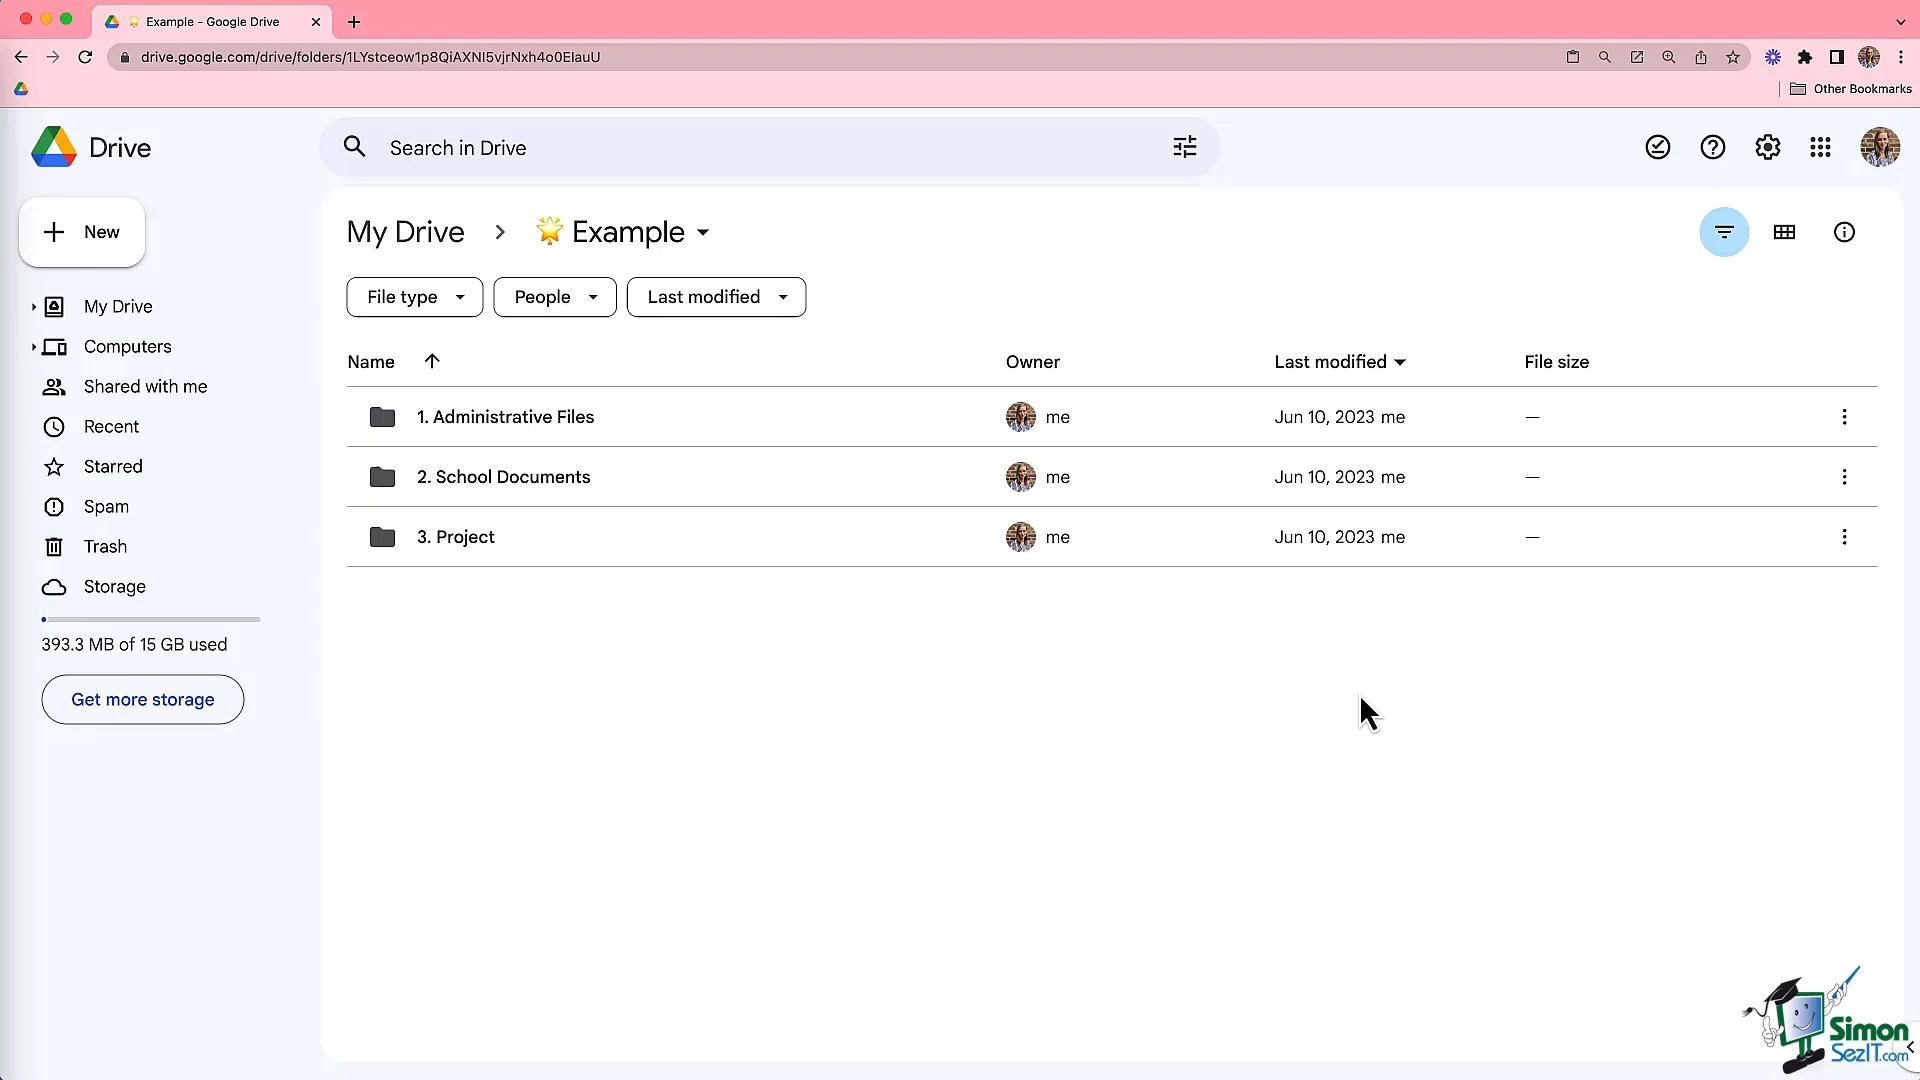 Example - Google Drive
drive.google.com/drive/folders/1LYstceow1p8QiAXNI5vjrNxh4o0ElauU
Other Bookmarks
Drive
Search in Drive
New
My Drive
Computers
Shared with me
Recent
Starred
Spam
Trash
Storage
393.3 MB of 15 GB used
Get more storage
My Drive > 🌟 Example
File type People Last modified
Name Owner Last modified File size
1. Administrative Files me Jun 10, 2023 me —
2. School Documents me Jun 10, 2023 me —
3. Project me Jun 10, 2023 me —
Simon
SezIT.com